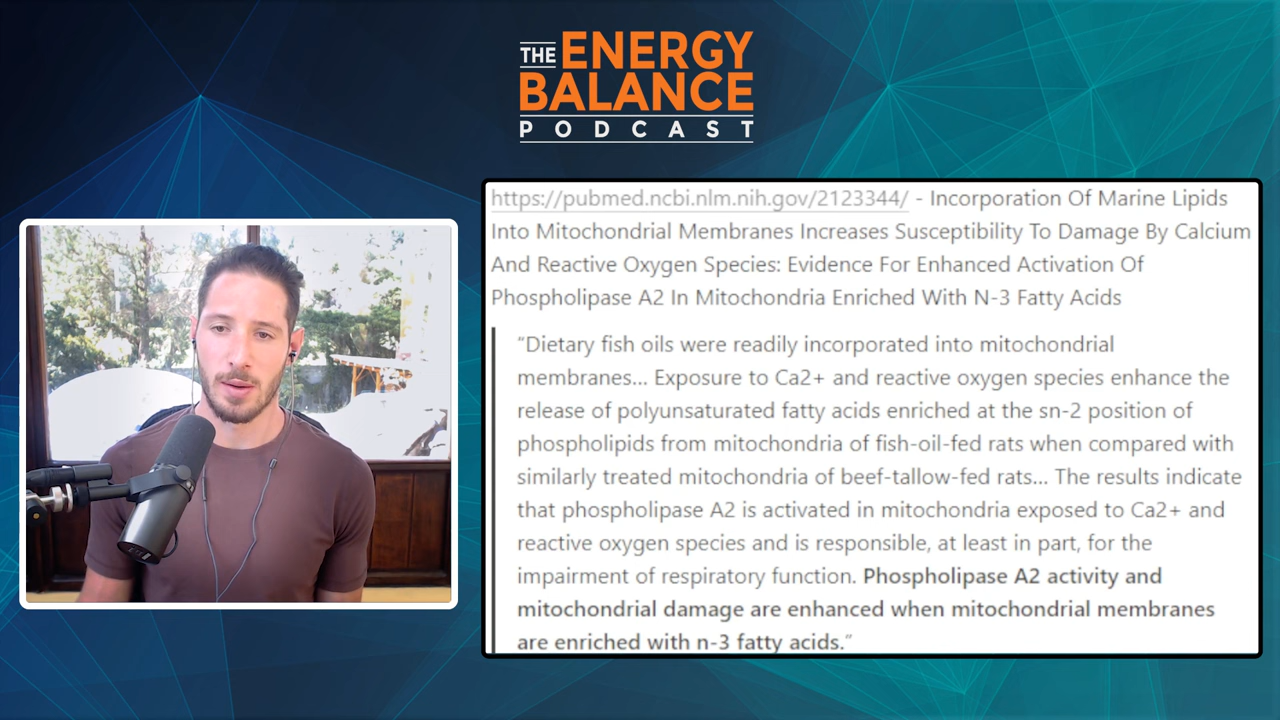 THE ENERGY
BALANCE
PODCAST
https://pubmed.ncbi.nlm.nih.gov/2123344/ - Incorporation Of Marine Lipids
Into Mitochondrial Membranes Increases Susceptibility To Damage By Calcium
And Reactive Oxygen Species: Evidence For Enhanced Activation Of
Phospholipase A2 In Mitochondria Enriched With N-3 Fatty Acids
“Dietary fish oils were readily incorporated into mitochondrial
membranes... Exposure to Ca2+ and reactive oxygen species enhance the
release of polyunsaturated fatty acids enriched at the sn-2 position of
phospholipids from mitochondria of fish-oil-fed rats when compared with
similarly treated mitochondria of beef-tallow-fed rats... The results indicate
that phospholipase A2 is activated in mitochondria exposed to Ca2+ and
reactive oxygen species and is responsible, at least in part, for the
impairment of respiratory function. Phospholipase A2 activity and
mitochondrial damage are enhanced when mitochondrial membranes
are enriched with n-3 fatty acids.”